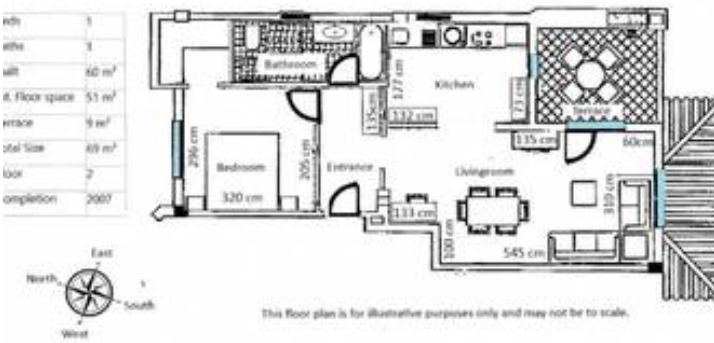 eds 1
aths 1
uilt 60 m²
t. Floor space 51 m²
errace 9 m²
otal Size 69 m²
loor 2
ompletion 2007
Bathroom
Kitchen
Terrace
177 cm
73 cm
135cm
132 cm
135 cm
60cm
296 cm
Bedroom
205 cm
Entrance
Livingroom
320 cm
133 cm
310 cm
100 cm
545 cm
East
North
South
West
This floor plan is for illustrative purposes only and may not be to scale.